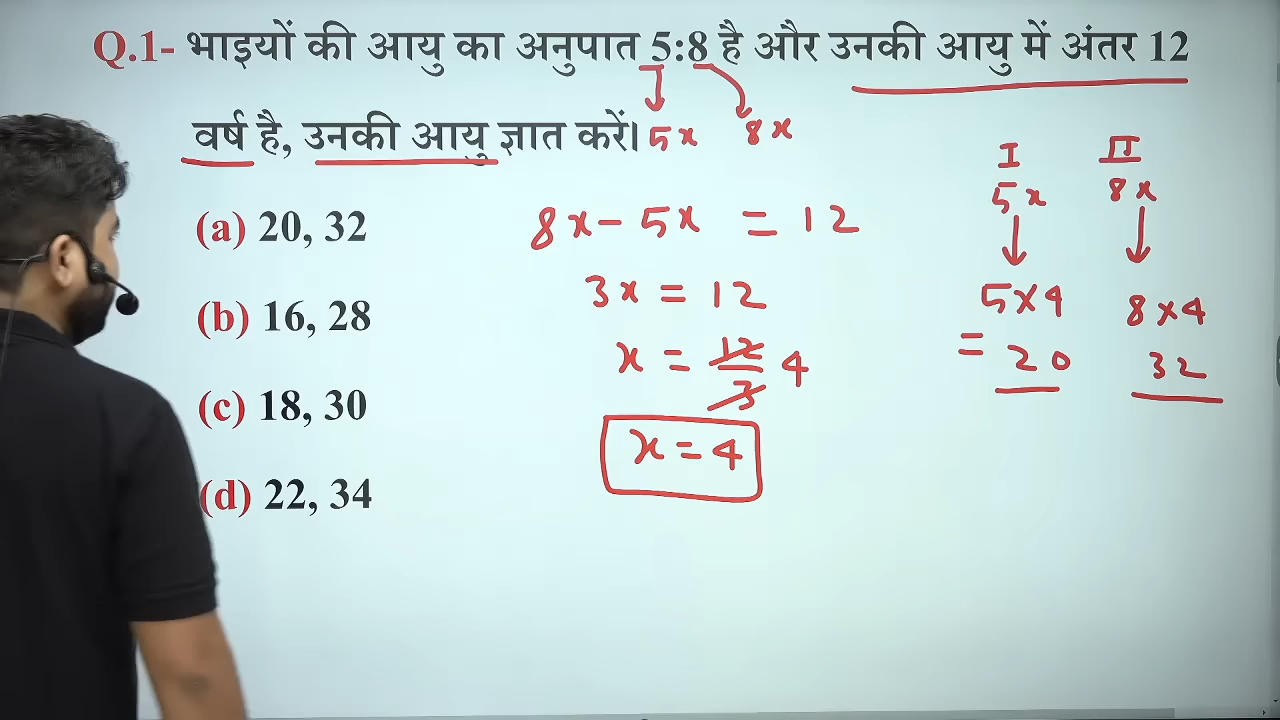 Q.1- भाइयों की आयु का अनुपात 5:8 है और उनकी आयु में अंतर 12
वर्ष है, उनकी आयु ज्ञात करें।
5x 8x
(a) 20, 32
(b) 16, 28
(c) 18, 30
(d) 22, 34
8x - 5x = 12
3x = 12
x = 12/3 4
x = 4
I II
5x 8x
5×4 8×4
= 20 32